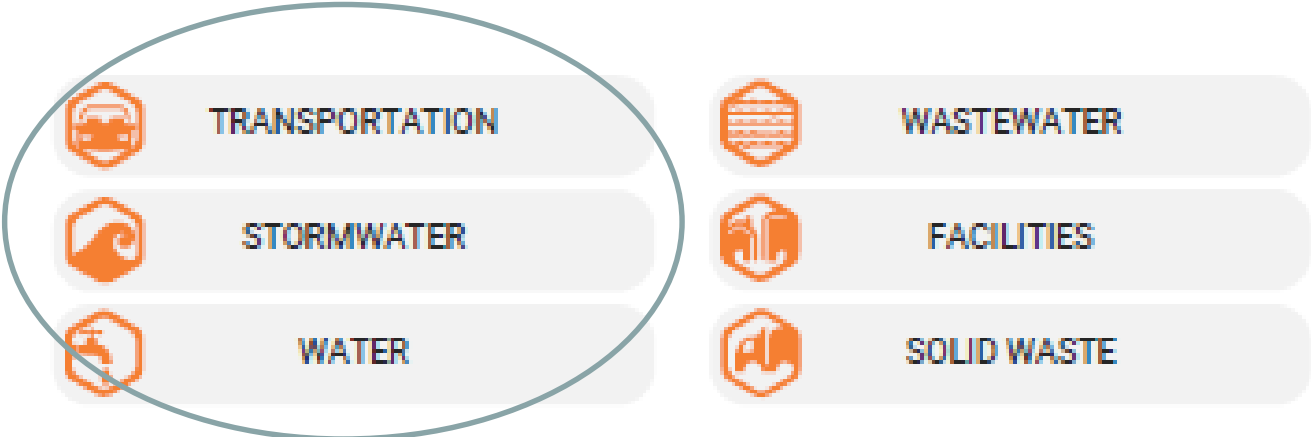 TRANSPORTATION
STORMWATER
WATER
WASTEWATER
FACILITIES
SOLID WASTE